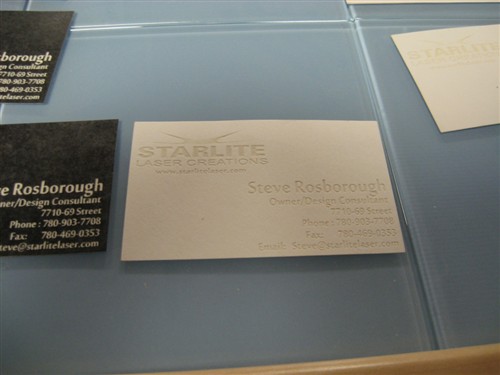 Rosborough
Design Consultant
7710-69 Street
780-903-7708
780-469-0353
starlitelaser.com
STARLITE
Steve Rosborough
Owner/Design Consultant
7710-69 Street
Phone: 780-903-7708
Fax: 780-469-0353
Steve@starlitelaser.com
STARLITE
LASER CREATIONS
www.starlitelaser.com
Steve Rosborough
Owner/Design Consultant
7710-69 Street
Phone: 780-903-7708
Fax: 780-469-0353
Email: Steve@starlitelaser.com